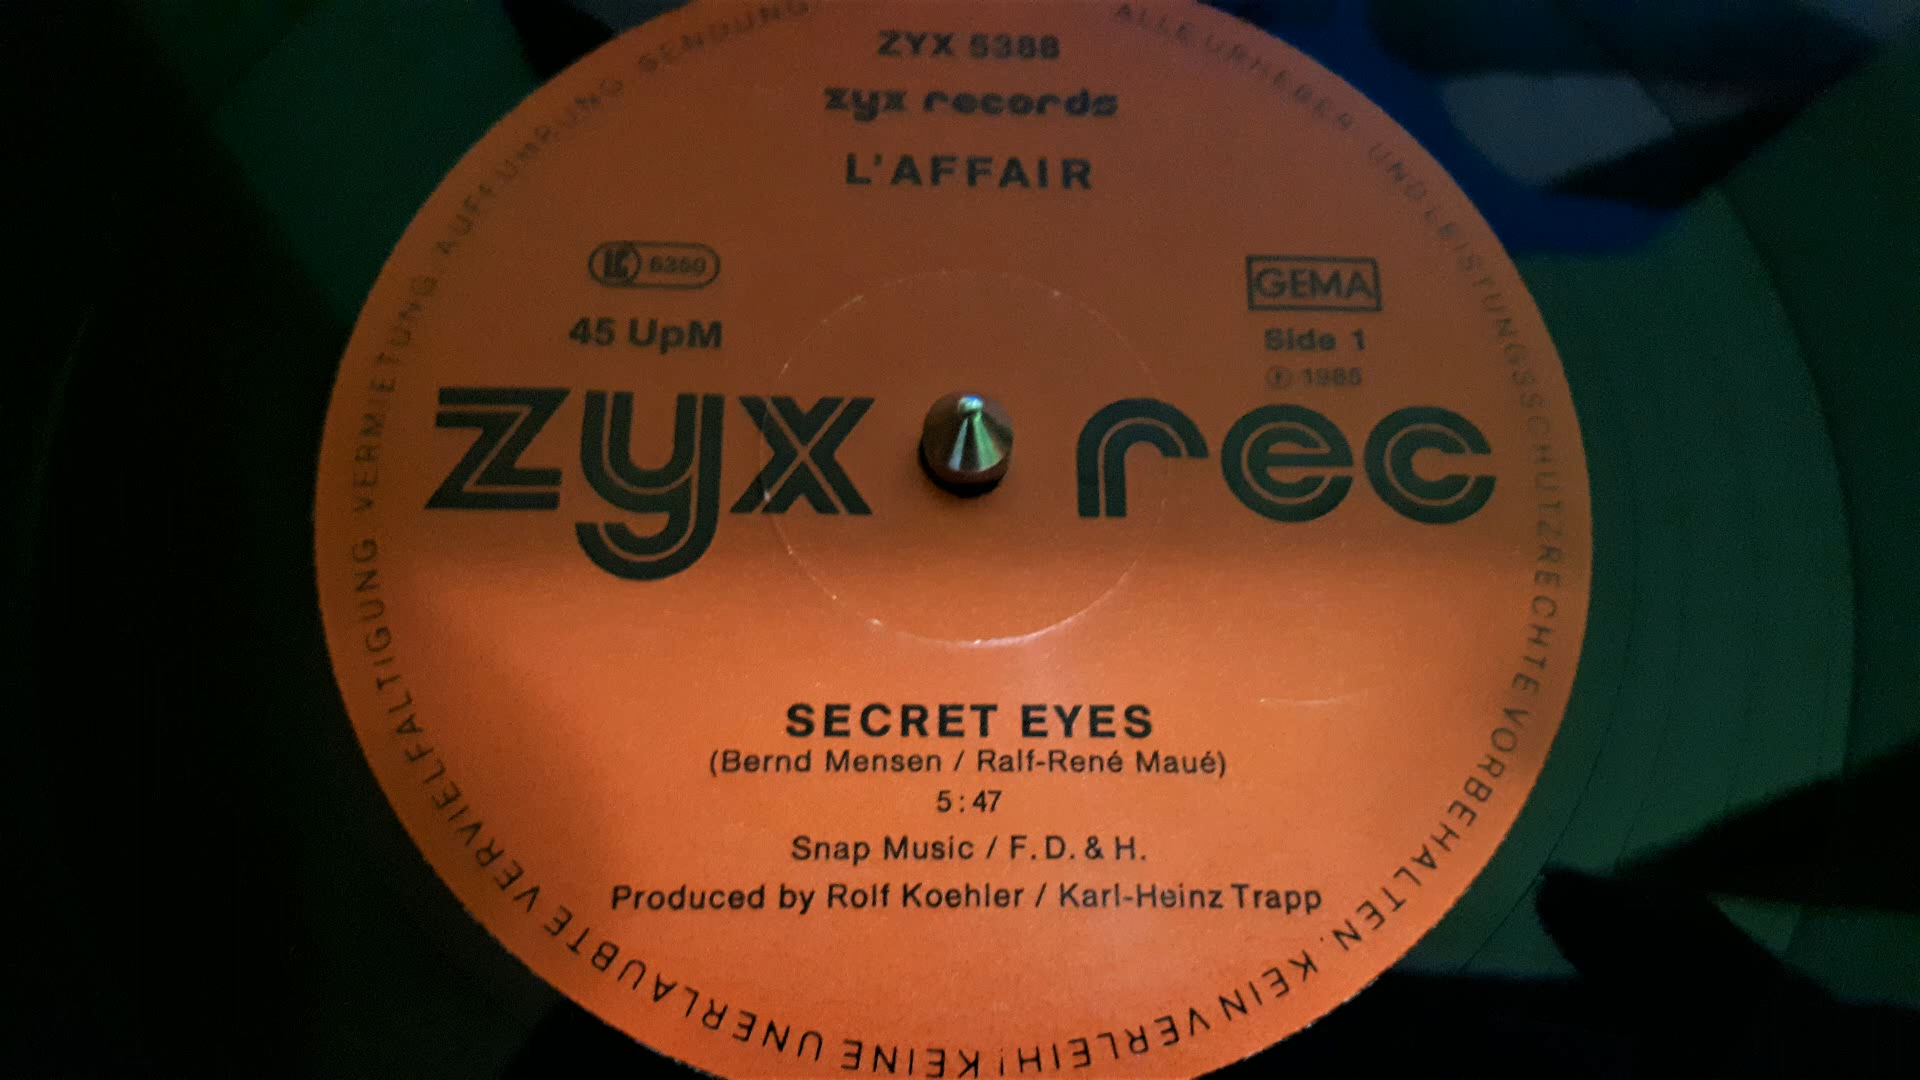 ZYX 5388
zyx records
L'AFFAIR
LC 6350
GEMA
45 UpM
Side 1
Ⓟ 1985
zyx rec
SECRET EYES
(Bernd Mensen / Ralf-René Maué)
5:47
Snap Music / F.D.&H.
Produced by Rolf Koehler / Karl-Heinz Trapp
ALLE URHEBER UND LEISTUNGSSCHUTZRECHTE VORBEHALTEN. KEIN VERLEIH! KEINE UNERLAUBTE VERVIELFALTIGUNG, VERMIETUNG, AUFFÜHRUNG, SENDUNG!